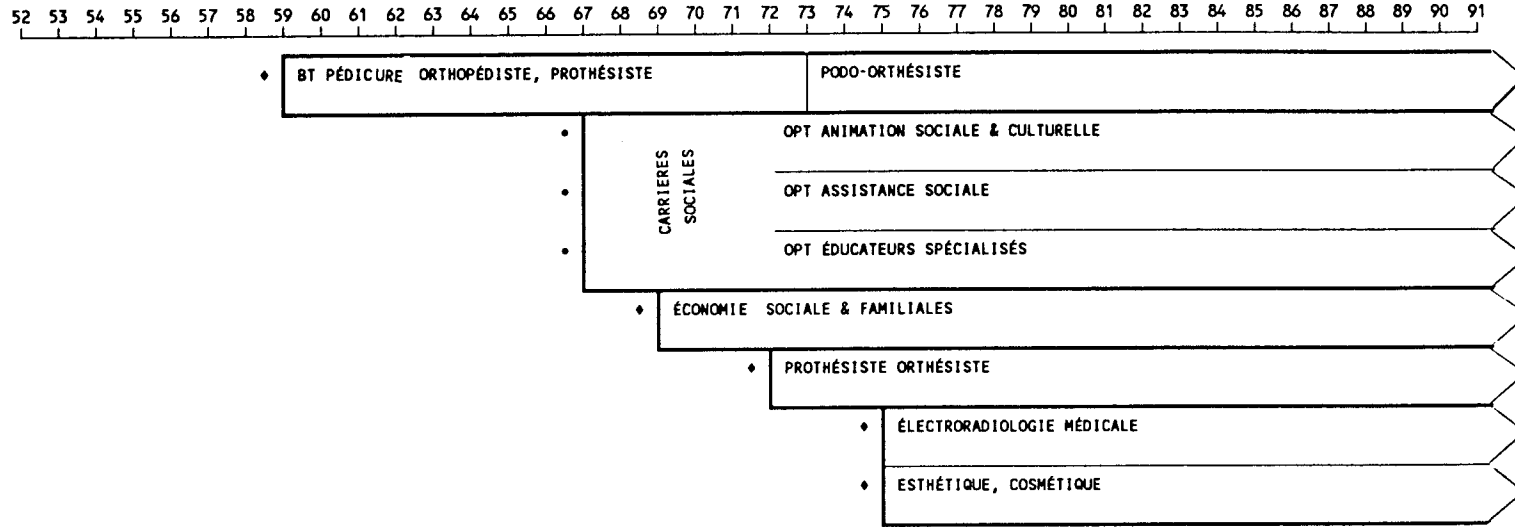 52 53 54 55 56 57 58 59 60 61 62 63 64 65 66 67 68 69 70 71 72 73 74 75 76 77 78 79 80 81 82 83 84 85 86 87 88 89 90 91
BT PÉDICURE ORTHOPÉDISTE, PROTHÉSISTE
PODO-ORTHÉSISTE
CARRIERES
SOCIALES
OPT ANIMATION SOCIALE & CULTURELLE
OPT ASSISTANCE SOCIALE
OPT ÉDUCATEURS SPÉCIALISÉS
ÉCONOMIE SOCIALE & FAMILIALES
PROTHÉSISTE ORTHÉSISTE
ÉLECTRORADIOLOGIE MÉDICALE
ESTHÉTIQUE, COSMÉTIQUE